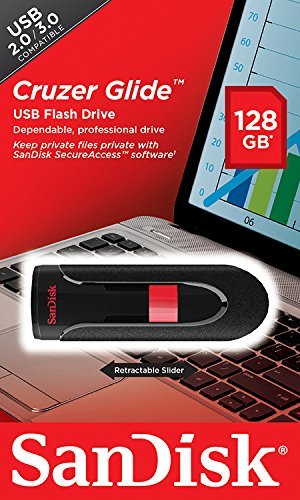 USB
2.0/3.0
COMPATIBLE
Cruzer Glide™
USB Flash Drive
Dependable, professional drive
Keep private files private with
SanDisk SecureAccess™ software¹
128
GB*
06
SanDisk
Retractable Slider
SanDisk®